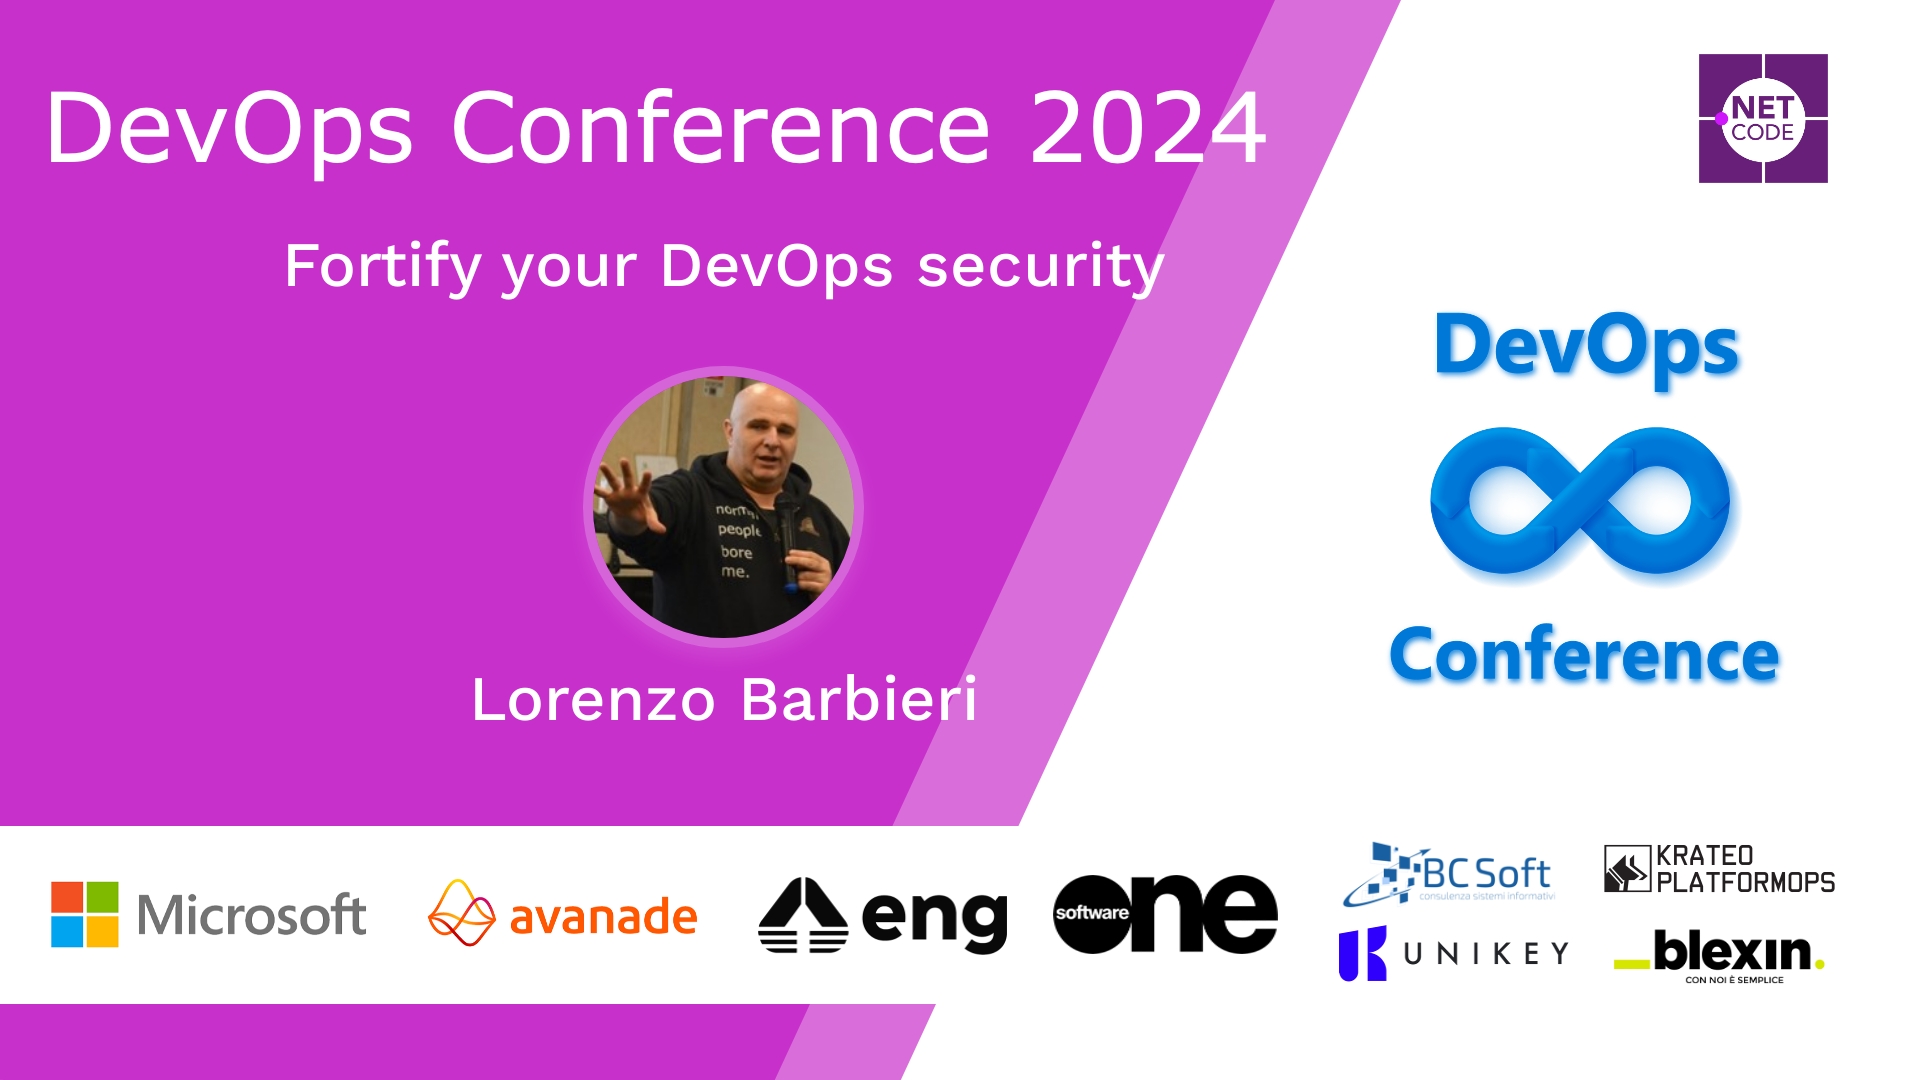 DevOps Conference 2024
Fortify your DevOps security
Lorenzo Barbieri
normal
people
bore
me.
.NET
CODE
DevOps
Conference
Microsoft
avanade
eng
software one
BC Soft
consulenza sistemi informativi
KRATEO
PLATFORMOPS
UNIKEY
blexın.
CON NOI È SEMPLICE